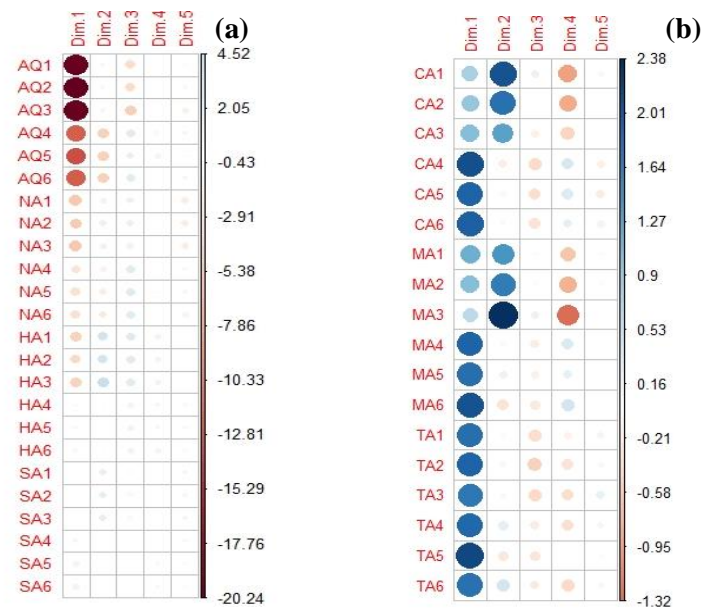 (a)
Dim.1 Dim.2 Dim.3 Dim.4 Dim.5
AQ1
AQ2
AQ3
AQ4
AQ5
AQ6
NA1
NA2
NA3
NA4
NA5
NA6
HA1
HA2
HA3
HA4
HA5
HA6
SA1
SA2
SA3
SA4
SA5
SA6
4.52
2.05
-0.43
-2.91
-5.38
-7.86
-10.33
-12.81
-15.29
-17.76
-20.24
(b)
Dim.1 Dim.2 Dim.3 Dim.4 Dim.5
CA1
CA2
CA3
CA4
CA5
CA6
MA1
MA2
MA3
MA4
MA5
MA6
TA1
TA2
TA3
TA4
TA5
TA6
2.38
2.01
1.64
1.27
0.9
0.53
0.16
-0.21
-0.58
-0.95
-1.32